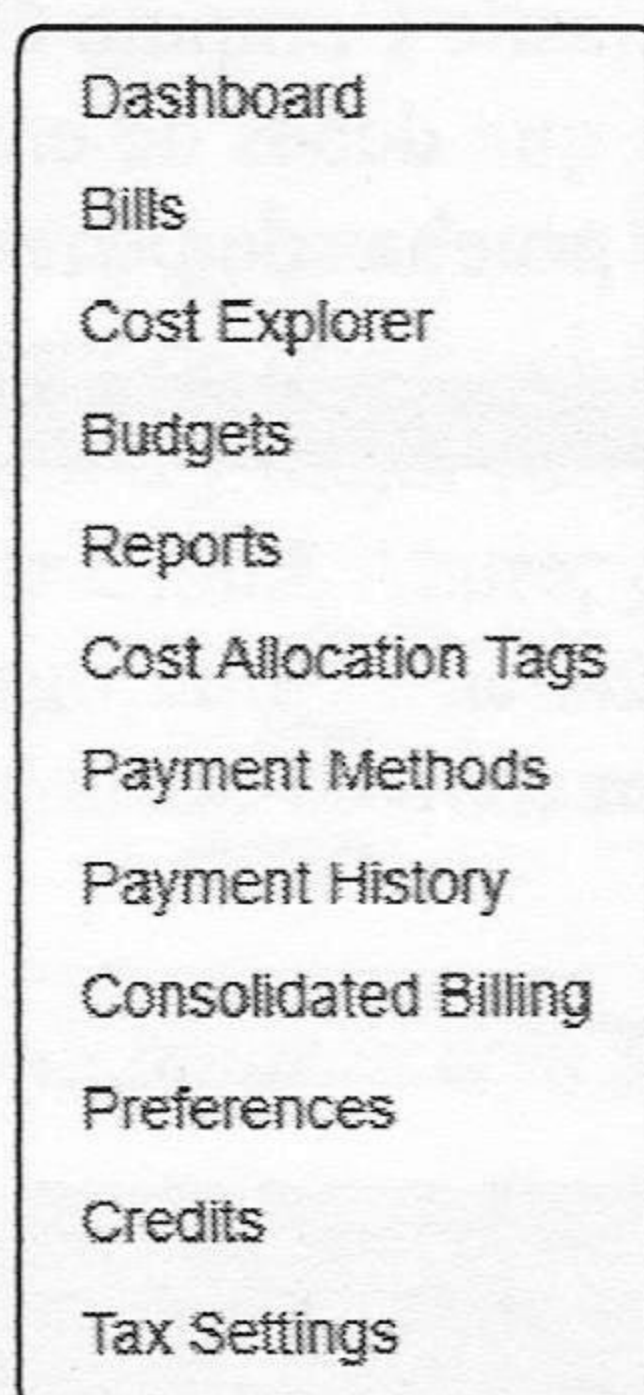 Dashboard
Bills
Cost Explorer
Budgets
Reports
Cost Allocation Tags
Payment Methods
Payment History
Consolidated Billing
Preferences
Credits
Tax Settings